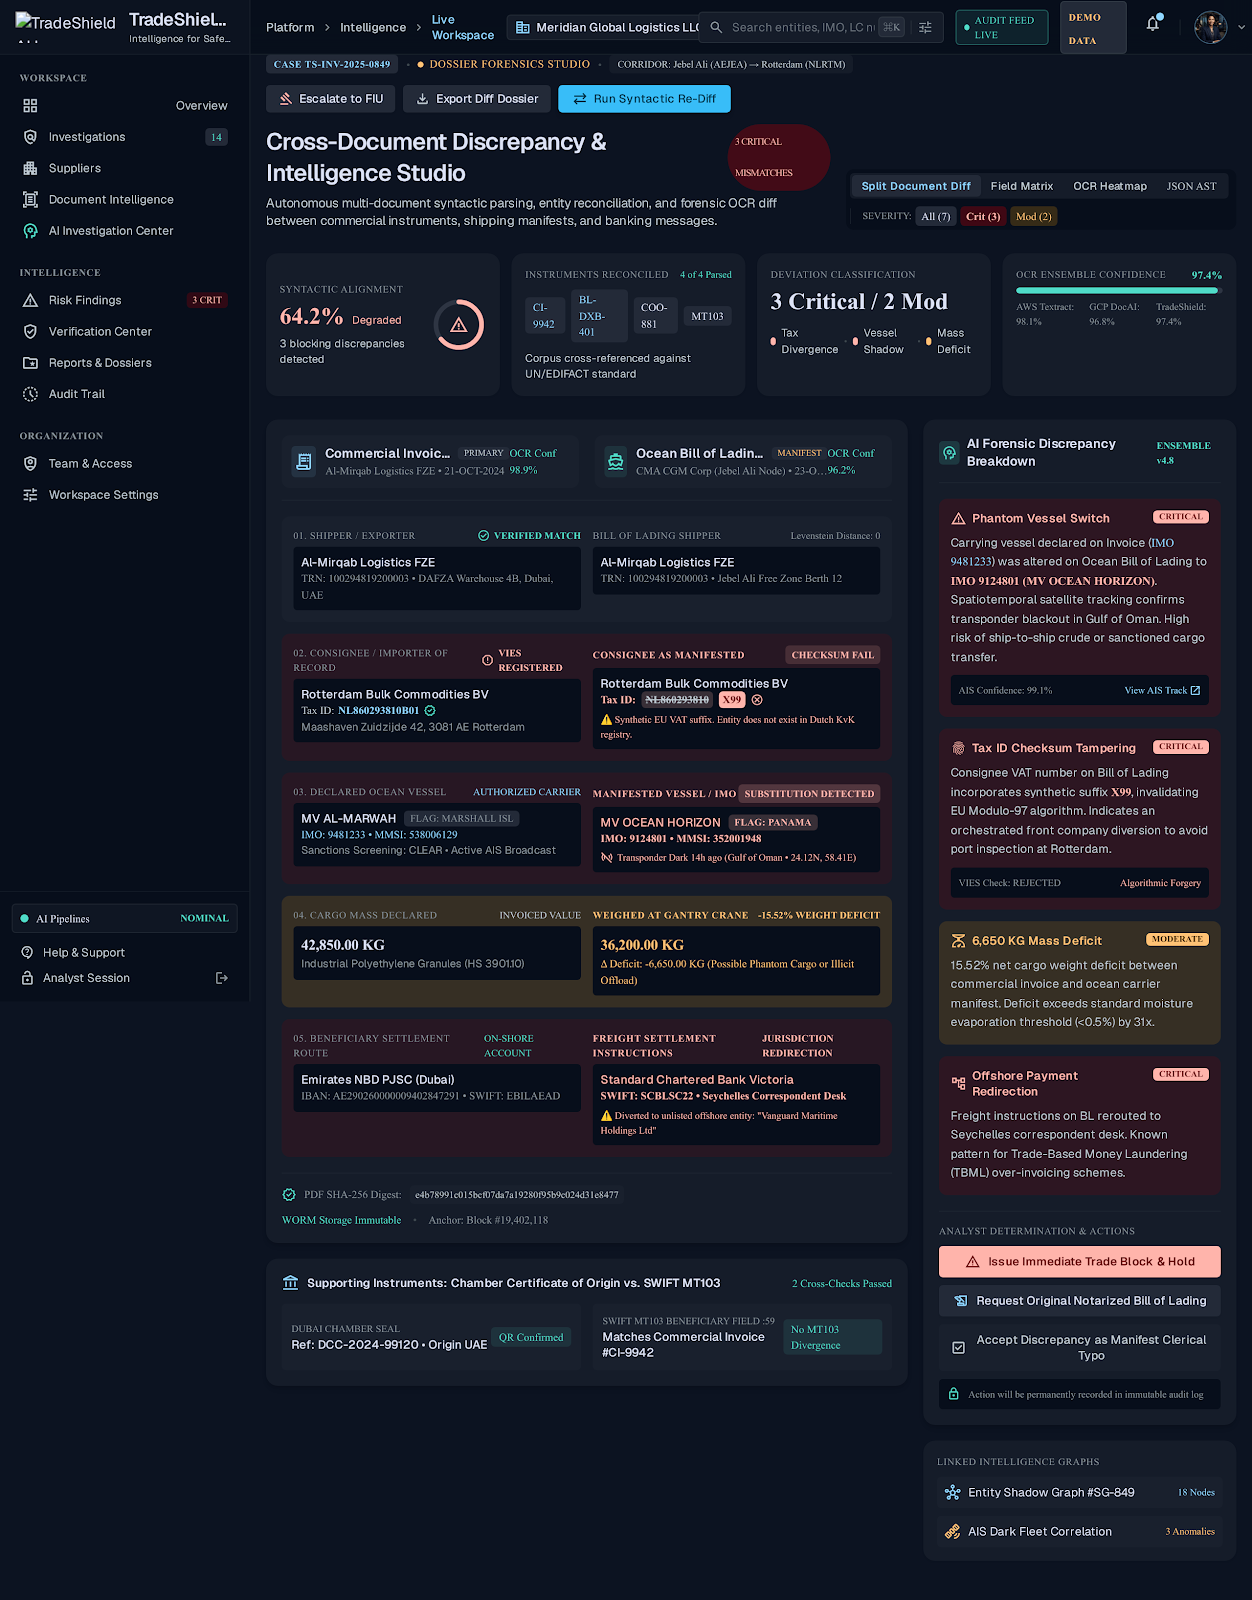 TradeShield
TradeShiel...
Intelligence for Safe...
Platform > Intelligence > Live Workspace
Meridian Global Logistics LLC
Search entities, IMO, LC n
⌘K
AUDIT FEED LIVE
DEMO DATA
WORKSPACE
Overview
Investigations 14
Suppliers
Document Intelligence
AI Investigation Center
INTELLIGENCE
Risk Findings 3 CRIT
Verification Center
Reports & Dossiers
Audit Trail
ORGANIZATION
Team & Access
Workspace Settings
AI Pipelines NOMINAL
Help & Support
Analyst Session
CASE TS-INV-2025-0849 • DOSSIER FORENSICS STUDIO • CORRIDOR: Jebel Ali (AEJEA) → Rotterdam (NLRTM)
Escalate to FIU
Export Diff Dossier
Run Syntactic Re-Diff
Cross-Document Discrepancy &
Intelligence Studio
3 CRITICAL
MISMATCHES
Autonomous multi-document syntactic parsing, entity reconciliation, and forensic OCR diff
between commercial instruments, shipping manifests, and banking messages.
Split Document Diff Field Matrix OCR Heatmap JSON AST
SEVERITY: All (7) Crit (3) Mod (2)
SYNTACTIC ALIGNMENT
64.2% Degraded
3 blocking discrepancies
detected
INSTRUMENTS RECONCILED 4 of 4 Parsed
CI-9942
BL-DXB-401
COO-881
MT103
Corpus cross-referenced against
UN/EDIFACT standard
DEVIATION CLASSIFICATION
3 Critical / 2 Mod
Tax Divergence • Vessel Shadow • Mass Deficit
OCR ENSEMBLE CONFIDENCE 97.4%
AWS Textract: 98.1%
GCP DocAI: 96.8%
TradeShield: 97.4%
Commercial Invoic... PRIMARY OCR Conf
Al-Mirqab Logistics FZE • 21-OCT-2024 98.9%
Ocean Bill of Ladin... MANIFEST OCR Conf
CMA CGM Corp (Jebel Ali Node) • 23-O... 96.2%
01. SHIPPER / EXPORTER VERIFIED MATCH
Al-Mirqab Logistics FZE
TRN: 100294819200003 • DAFZA Warehouse 4B, Dubai,
UAE
BILL OF LADING SHIPPER Levenstein Distance: 0
Al-Mirqab Logistics FZE
TRN: 100294819200003 • Jebel Ali Free Zone Berth 12
02. CONSIGNEE / IMPORTER OF RECORD VIES REGISTERED
Rotterdam Bulk Commodities BV
Tax ID: NL860293810B01
Maashaven Zuidzijde 42, 3081 AE Rotterdam
CONSIGNEE AS MANIFESTED CHECKSUM FAIL
Rotterdam Bulk Commodities BV
Tax ID: NL860293810 X99
⚠️ Synthetic EU VAT suffix. Entity does not exist in Dutch KvK
registry.
03. DECLARED OCEAN VESSEL AUTHORIZED CARRIER
MV AL-MARWAH FLAG: MARSHALL ISL
IMO: 9481233 • MMSI: 538006129
Sanctions Screening: CLEAR • Active AIS Broadcast
MANIFESTED VESSEL / IMO SUBSTITUTION DETECTED
MV OCEAN HORIZON FLAG: PANAMA
IMO: 9124801 • MMSI: 352001948
Transponder Dark 14h ago (Gulf of Oman • 24.12N, 58.41E)
04. CARGO MASS DECLARED INVOICED VALUE
42,850.00 KG
Industrial Polyethylene Granules (HS 3901.10)
WEIGHED AT GANTRY CRANE -15.52% WEIGHT DEFICIT
36,200.00 KG
Δ Deficit: -6,650.00 KG (Possible Phantom Cargo or Illicit
Offload)
05. BENEFICIARY SETTLEMENT ROUTE ON-SHORE ACCOUNT
Emirates NBD PJSC (Dubai)
IBAN: AE290260000009402847291 • SWIFT: EBILAEAD
FREIGHT SETTLEMENT INSTRUCTIONS JURISDICTION REDIRECTION
Standard Chartered Bank Victoria
SWIFT: SCBLSC22 • Seychelles Correspondent Desk
⚠️ Diverted to unlisted offshore entity: "Vanguard Maritime
Holdings Ltd"
PDF SHA-256 Digest: e4b78991c015bcf07da7a19280f95b9c024d31e8477
WORM Storage Immutable • Anchor: Block #19,402,118
Supporting Instruments: Chamber Certificate of Origin vs. SWIFT MT103 2 Cross-Checks Passed
DUBAI CHAMBER SEAL
Ref: DCC-2024-99120 • Origin UAE
QR Confirmed
SWIFT MT103 BENEFICIARY FIELD :59
Matches Commercial Invoice
#CI-9942
No MT103 Divergence
AI Forensic Discrepancy
Breakdown
ENSEMBLE v4.8
Phantom Vessel Switch CRITICAL
Carrying vessel declared on Invoice (IMO
9481233) was altered on Ocean Bill of Lading to
IMO 9124801 (MV OCEAN HORIZON).
Spatiotemporal satellite tracking confirms
transponder blackout in Gulf of Oman. High
risk of ship-to-ship crude or sanctioned cargo
transfer.
AIS Confidence: 99.1% View AIS Track
Tax ID Checksum Tampering CRITICAL
Consignee VAT number on Bill of Lading
incorporates synthetic suffix X99, invalidating
EU Modulo-97 algorithm. Indicates an
orchestrated front company diversion to avoid
port inspection at Rotterdam.
VIES Check: REJECTED Algorithmic Forgery
6,650 KG Mass Deficit MODERATE
15.52% net cargo weight deficit between
commercial invoice and ocean carrier
manifest. Deficit exceeds standard moisture
evaporation threshold (<0.5%) by 31x.
Offshore Payment
Redirection
CRITICAL
Freight instructions on BL rerouted to
Seychelles correspondent desk. Known
pattern for Trade-Based Money Laundering
(TBML) over-invoicing schemes.
ANALYST DETERMINATION & ACTIONS
Issue Immediate Trade Block & Hold
Request Original Notarized Bill of Lading
Accept Discrepancy as Manifest Clerical
Typo
Action will be permanently recorded in immutable audit log
LINKED INTELLIGENCE GRAPHS
Entity Shadow Graph #SG-849 18 Nodes
AIS Dark Fleet Correlation 3 Anomalies